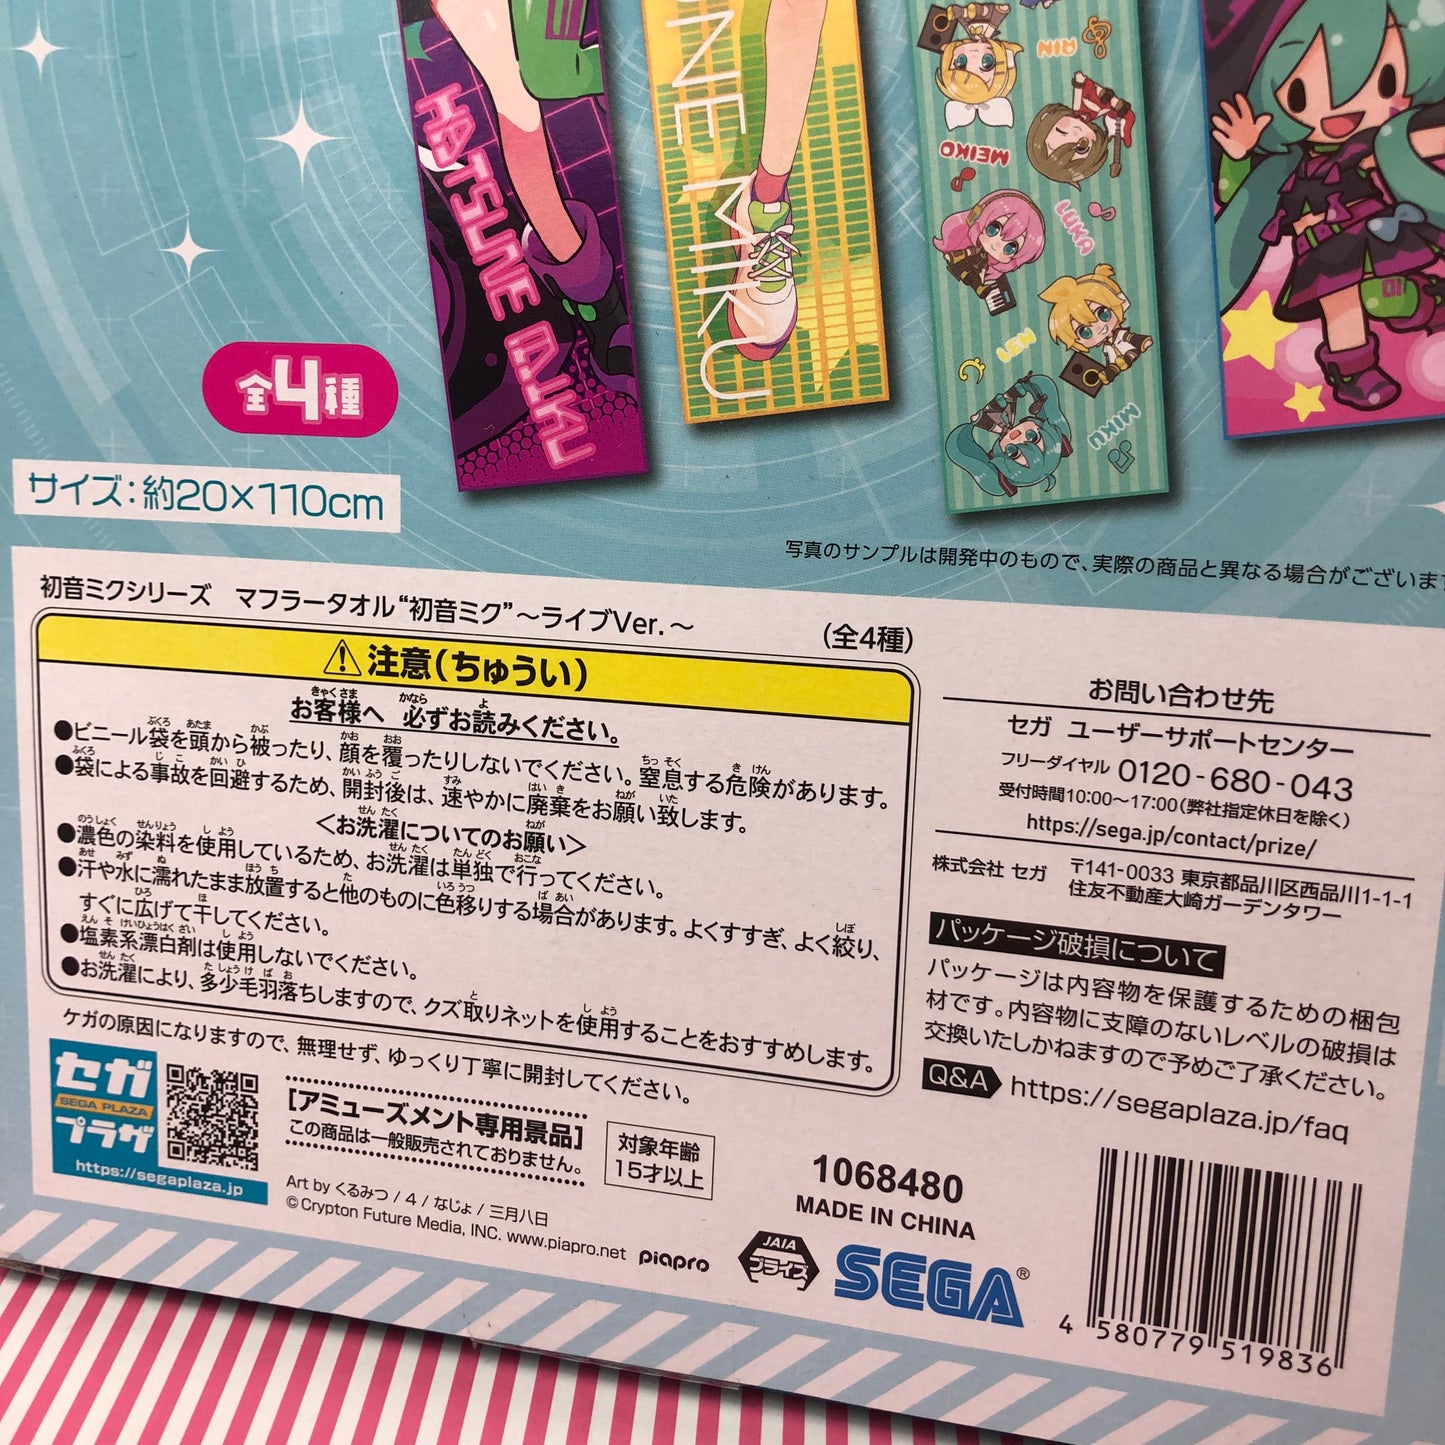 HATSUNE MIKU
ONE MIKU
RIN
MEIKO
LUKA
LEN
MIKU
01
全4種
サイズ：約20×110cm
写真のサンプルは開発中のもので、実際の商品と異なる場合がございます
初音ミクシリーズ マフラータオル“初音ミク”～ライブVer.～ (全4種)
⚠注意(ちゅうい)
お客様へ 必ずお読みください。
●ビニール袋を頭から被ったり、顔を覆ったりしないでください。窒息する危険があります。
●袋による事故を回避するため、開封後は、速やかに廃棄をお願い致します。
＜お洗濯についてのお願い＞
●濃色の染料を使用しているため、お洗濯は単独で行ってください。
●汗や水に濡れたまま放置すると他のものに色移りする場合があります。よくすすぎ、よく絞り、
すぐに広げて干してください。
●塩素系漂白剤は使用しないでください。
●お洗濯により、多少毛羽落ちしますので、クズ取りネットを使用することをおすすめします。
ケガの原因になりますので、無理せず、ゆっくり丁寧に開封してください。
セガ
SEGA PLAZA
プラザ
https://segaplaza.jp
[アミューズメント専用景品]
この商品は一般販売されておりません。
対象年齢
15才以上
Art by くるみつ / 4 / なじょ / 三月八日
© Crypton Future Media, INC. www.piapro.net piapro
お問い合わせ先
セガ ユーザーサポートセンター
フリーダイヤル 0120-680-043
受付時間10:00～17:00(弊社指定休日を除く)
https://sega.jp/contact/prize/
株式会社 セガ 〒141-0033 東京都品川区西品川1-1-1
住友不動産大崎ガーデンタワー
パッケージ破損について
パッケージは内容物を保護するための梱包
材です。内容物に支障のないレベルの破損は
交換いたしかねますので予めご了承ください。
Q&A https://segaplaza.jp/faq
1068480
MADE IN CHINA
JAIA
プライズ
SEGA®
4 580779 519836